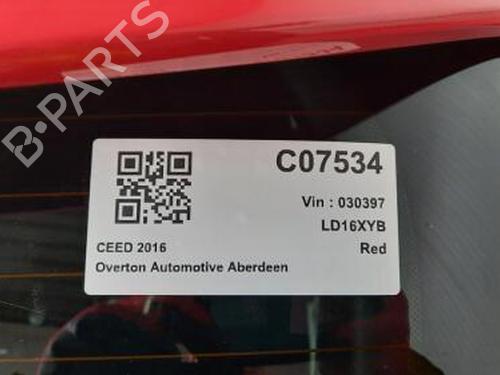 B-PARTS
C07534
Vin : 030397
LD16XYB
CEED 2016
Red
Overton Automotive Aberdeen